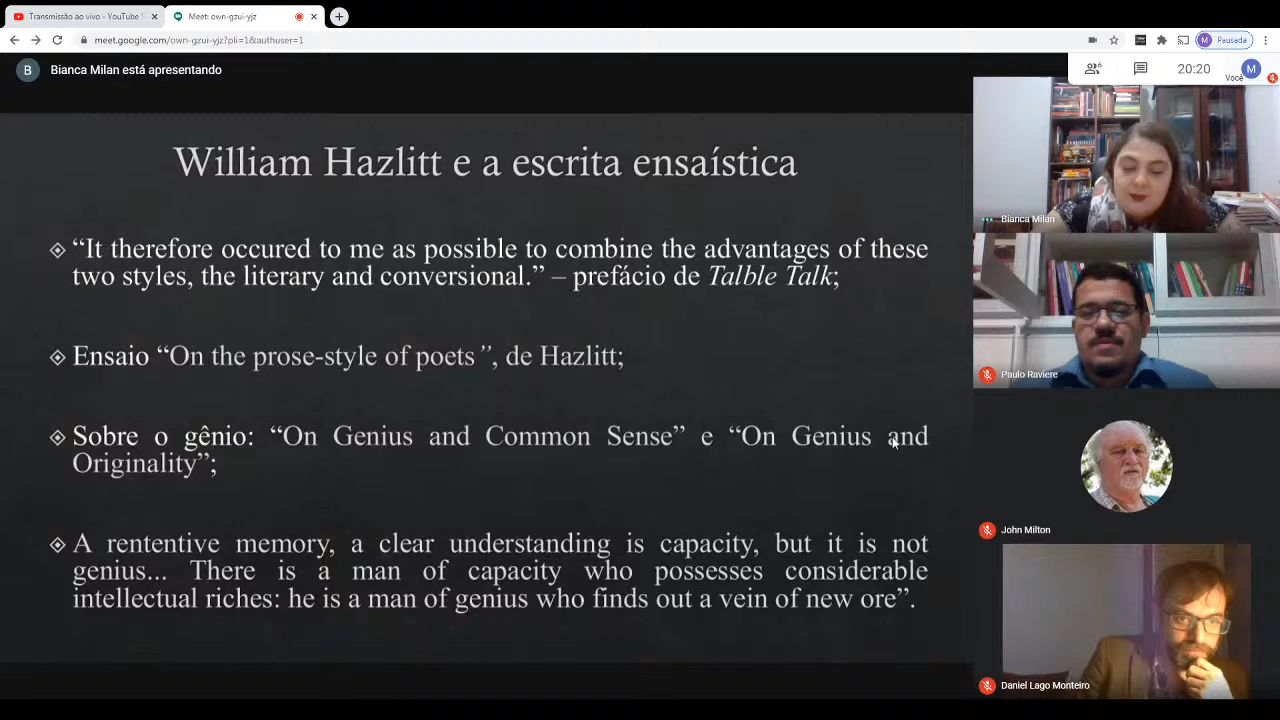 Transmissão ao vivo - YouTube S
Meet: own-gzui-yjz
meet.google.com/own-gzui-yjz?pli=1&authuser=1
M Pausada
B Bianca Milan está apresentando
6
20:20
Você
M
William Hazlitt e a escrita ensaística
“It therefore occured to me as possible to combine the advantages of these
two styles, the literary and conversional.” – prefácio de Talble Talk;
Ensaio “On the prose-style of poets”, de Hazlitt;
Sobre o gênio: “On Genius and Common Sense” e “On Genius and
Originality”;
A rententive memory, a clear understanding is capacity, but it is not
genius... There is a man of capacity who possesses considerable
intellectual riches: he is a man of genius who finds out a vein of new ore”.
Bianca Milan
Paulo Raviere
John Milton
Daniel Lago Monteiro